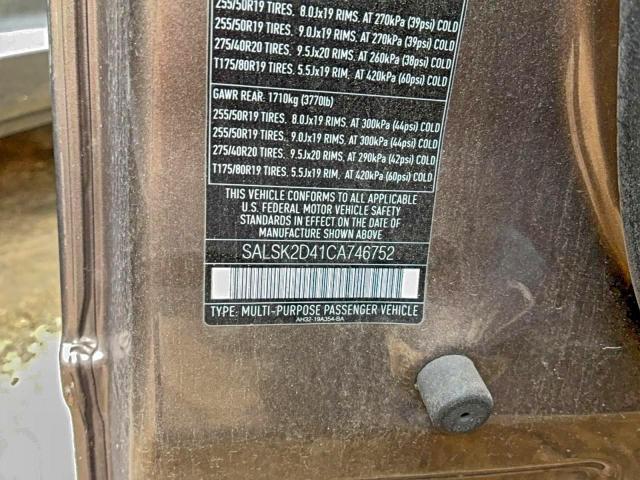 255/50R19 TIRES. 8.0Jx19 RIMS. AT 270kPa (39psi) COLD
255/50R19 TIRES. 9.0Jx19 RIMS. AT 270kPa (39psi) COLD
275/40R20 TIRES. 9.5Jx20 RIMS. AT 260kPa (38psi) COLD
T175/80R19 TIRES. 5.5Jx19 RIM, AT 420kPa (60psi) COLD
GAWR REAR: 1710kg (3770lb)
255/50R19 TIRES. 8.0Jx19 RIMS. AT 300kPa (44psi) COLD
255/50R19 TIRES. 9.0Jx19 RIMS. AT 300kPa (44psi) COLD
275/40R20 TIRES. 9.5Jx20 RIMS. AT 290kPa (42psi) COLD
T175/80R19 TIRES. 5.5Jx19 RIM, AT 420kPa (60psi) COLD
THIS VEHICLE CONFORMS TO ALL APPLICABLE
U.S. FEDERAL MOTOR VEHICLE SAFETY
STANDARDS IN EFFECT ON THE DATE OF
MANUFACTURE SHOWN ABOVE
SALSK2D41CA746752
TYPE: MULTI-PURPOSE PASSENGER VEHICLE
AH32-19A354-BA